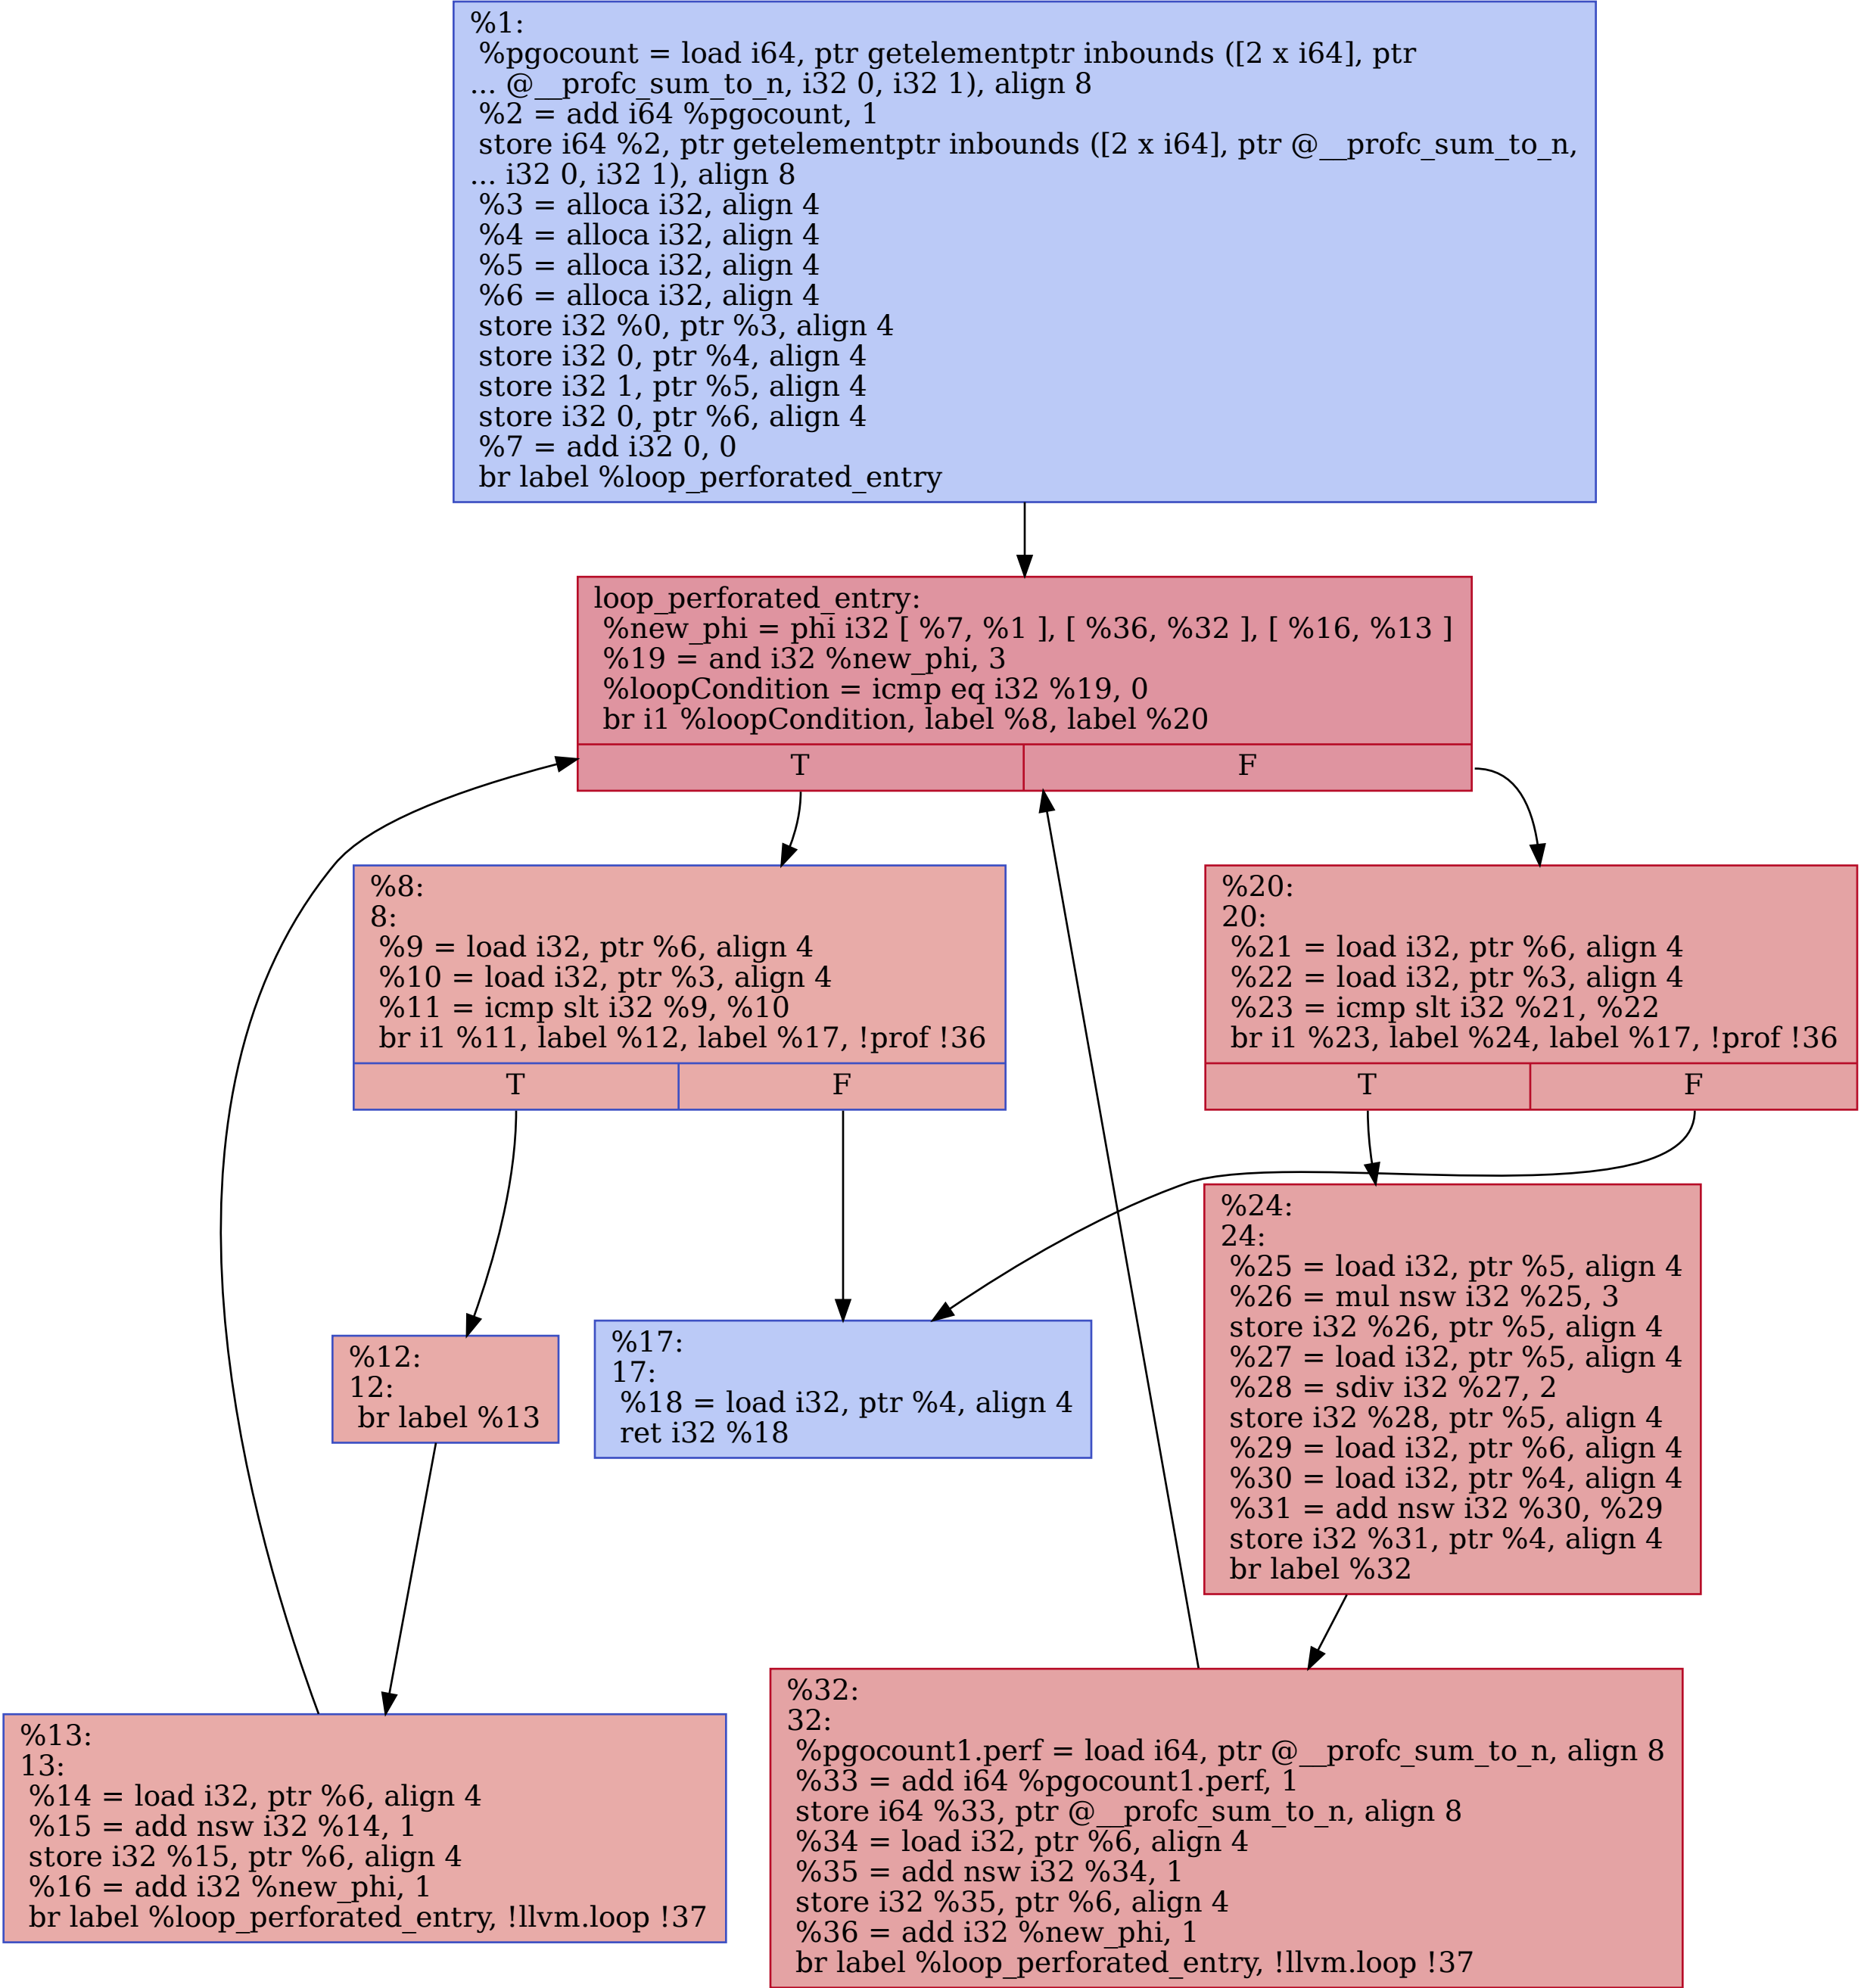 %1:
%pgocount = load i64, ptr getelementptr inbounds ([2 x i64], ptr
... @__profc_sum_to_n, i32 0, i32 1), align 8
%2 = add i64 %pgocount, 1
store i64 %2, ptr getelementptr inbounds ([2 x i64], ptr @__profc_sum_to_n,
... i32 0, i32 1), align 8
%3 = alloca i32, align 4
%4 = alloca i32, align 4
%5 = alloca i32, align 4
%6 = alloca i32, align 4
store i32 %0, ptr %3, align 4
store i32 0, ptr %4, align 4
store i32 1, ptr %5, align 4
store i32 0, ptr %6, align 4
%7 = add i32 0, 0
br label %loop_perforated_entry
loop_perforated_entry:
%new_phi = phi i32 [ %7, %1 ], [ %36, %32 ], [ %16, %13 ]
%19 = and i32 %new_phi, 3
%loopCondition = icmp eq i32 %19, 0
br i1 %loopCondition, label %8, label %20
T
F
%8:
8:
%9 = load i32, ptr %6, align 4
%10 = load i32, ptr %3, align 4
%11 = icmp slt i32 %9, %10
br i1 %11, label %12, label %17, !prof !36
T
F
%20:
20:
%21 = load i32, ptr %6, align 4
%22 = load i32, ptr %3, align 4
%23 = icmp slt i32 %21, %22
br i1 %23, label %24, label %17, !prof !36
T
F
%12:
12:
br label %13
%17:
17:
%18 = load i32, ptr %4, align 4
ret i32 %18
%24:
24:
%25 = load i32, ptr %5, align 4
%26 = mul nsw i32 %25, 3
store i32 %26, ptr %5, align 4
%27 = load i32, ptr %5, align 4
%28 = sdiv i32 %27, 2
store i32 %28, ptr %5, align 4
%29 = load i32, ptr %6, align 4
%30 = load i32, ptr %4, align 4
%31 = add nsw i32 %30, %29
store i32 %31, ptr %4, align 4
br label %32
%13:
13:
%14 = load i32, ptr %6, align 4
%15 = add nsw i32 %14, 1
store i32 %15, ptr %6, align 4
%16 = add i32 %new_phi, 1
br label %loop_perforated_entry, !llvm.loop !37
%32:
32:
%pgocount1.perf = load i64, ptr @__profc_sum_to_n, align 8
%33 = add i64 %pgocount1.perf, 1
store i64 %33, ptr @__profc_sum_to_n, align 8
%34 = load i32, ptr %6, align 4
%35 = add nsw i32 %34, 1
store i32 %35, ptr %6, align 4
%36 = add i32 %new_phi, 1
br label %loop_perforated_entry, !llvm.loop !37